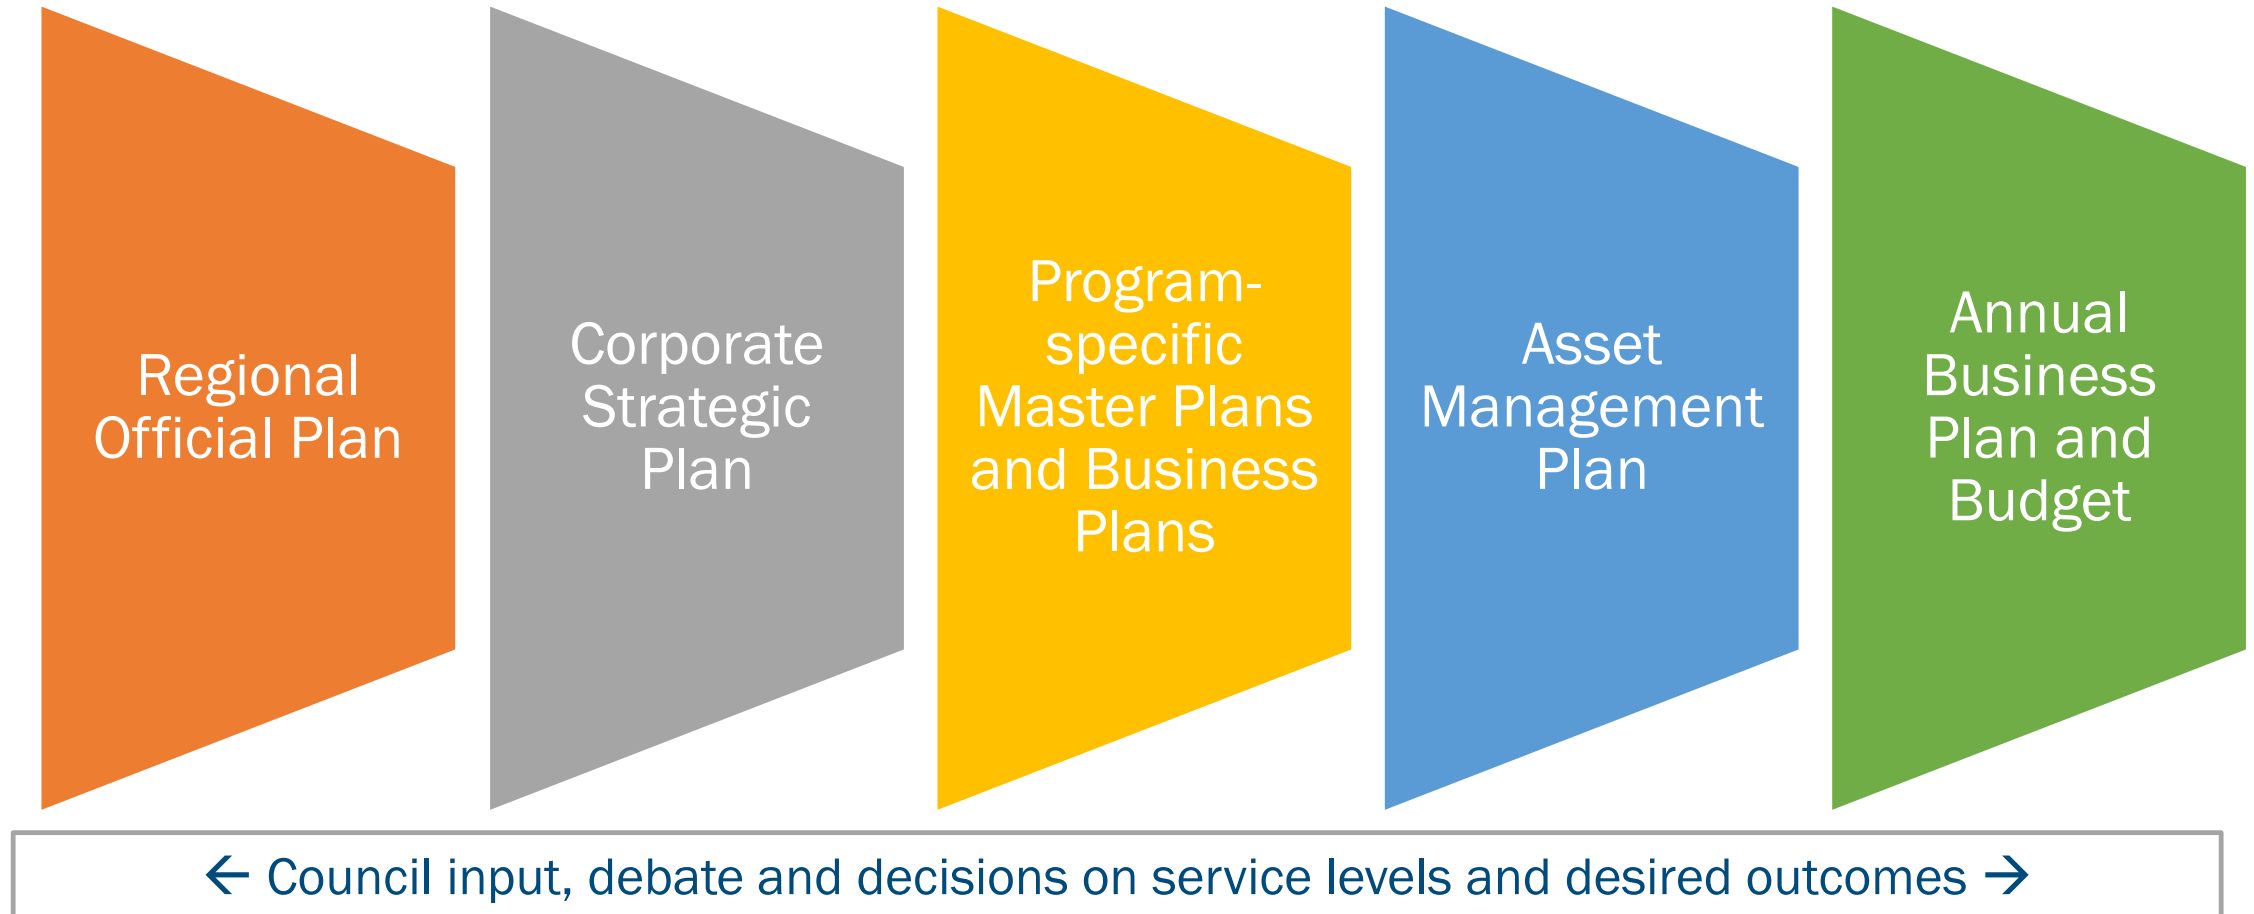 Regional
Official Plan
Corporate
Strategic
Plan
Program-
specific
Master Plans
and Business
Plans
Asset
Management
Plan
Annual
Business
Plan and
Budget
← Council input, debate and decisions on service levels and desired outcomes →